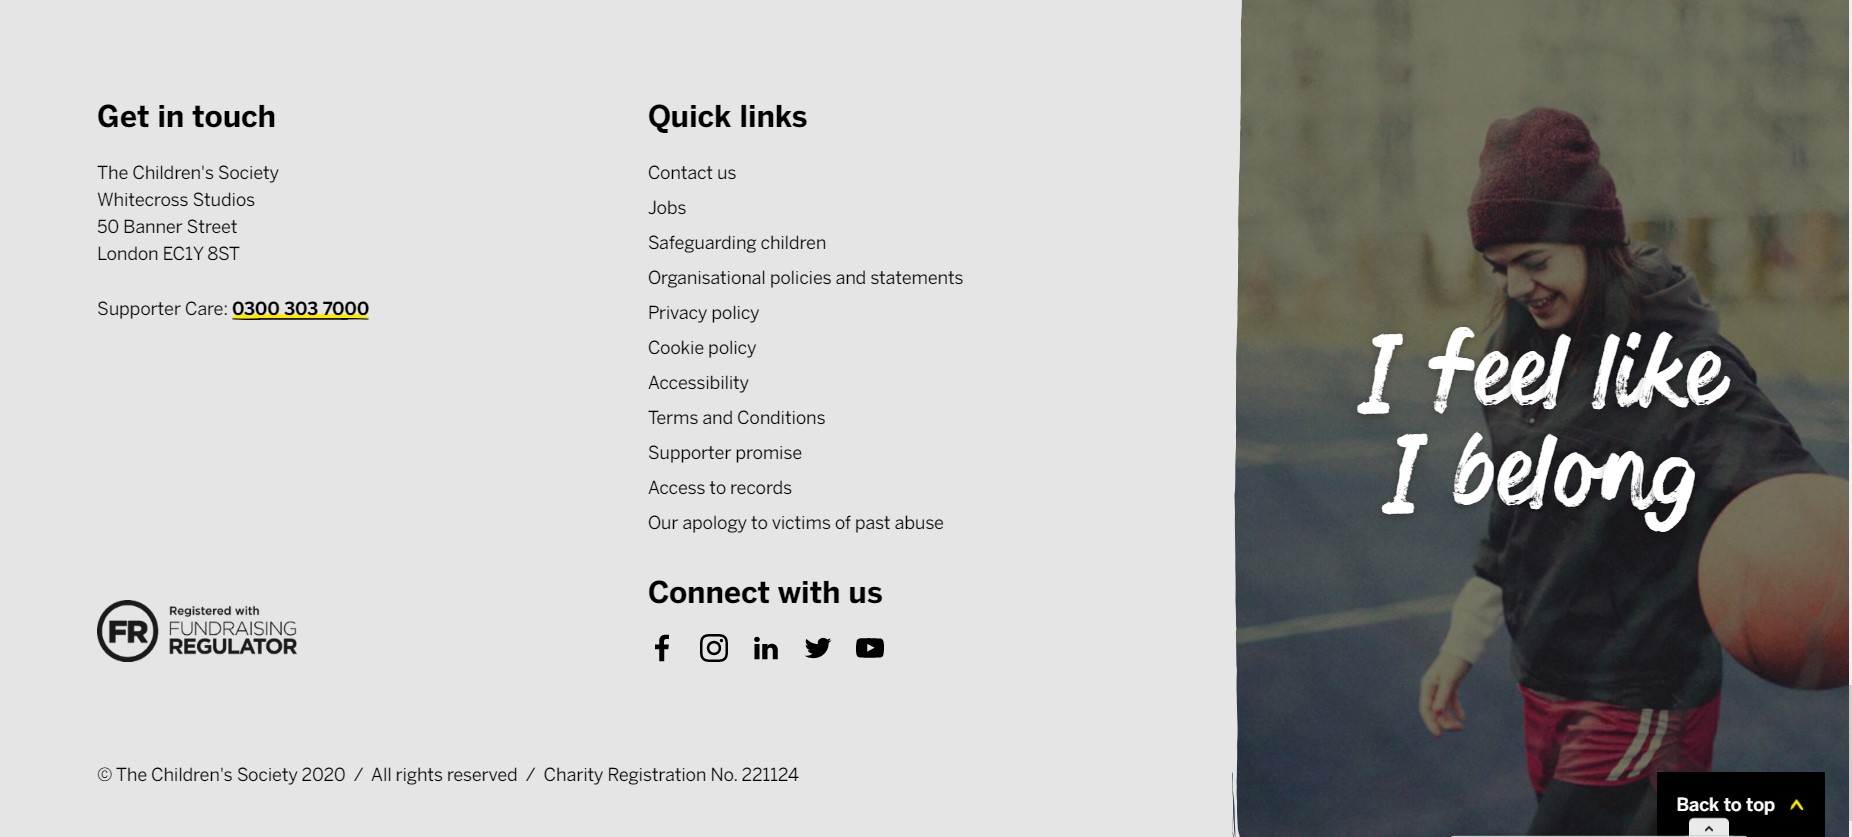 Get in touch
The Children's Society
Whitecross Studios
50 Banner Street
London EC1Y 8ST
Supporter Care: 0300 303 7000
FR
Registered with
FUNDRAISING
REGULATOR
Quick links
Contact us
Jobs
Safeguarding children
Organisational policies and statements
Privacy policy
Cookie policy
Accessibility
Terms and Conditions
Supporter promise
Access to records
Our apology to victims of past abuse
Connect with us
© The Children's Society 2020 / All rights reserved / Charity Registration No. 221124
I feel like
I belong
Back to top